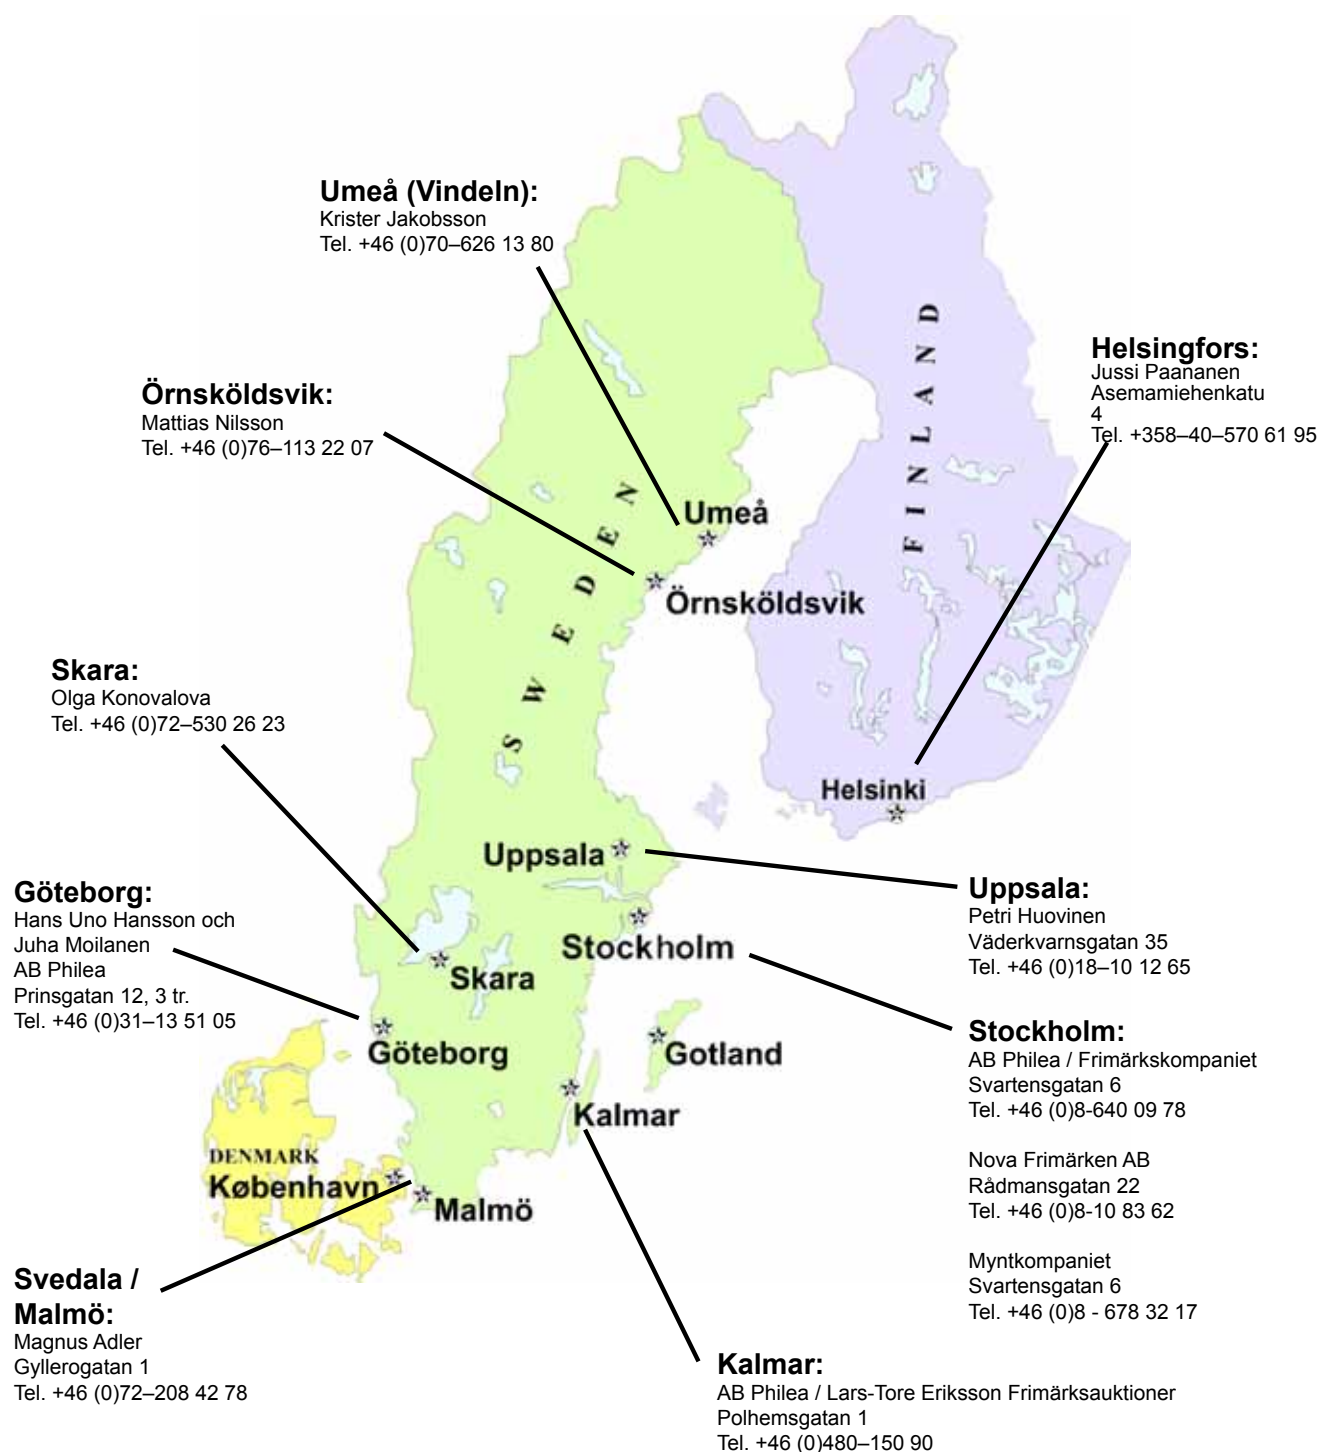 Umeå (Vindeln):
Krister Jakobsson
Tel. +46 (0)70–626 13 80
Helsingfors:
Jussi Paananen
Asemamiehenkatu
4
Tel. +358–40–570 61 95
Örnsköldsvik:
Mattias Nilsson
Tel. +46 (0)76–113 22 07
FINLAND
SWEDEN
Umeå
Örnsköldsvik
Skara:
Olga Konovalova
Tel. +46 (0)72–530 26 23
Helsinki
Uppsala
Göteborg:
Hans Uno Hansson och
Juha Moilanen
AB Philea
Prinsgatan 12, 3 tr.
Tel. +46 (0)31–13 51 05
Uppsala:
Petri Huovinen
Väderkvarnsgatan 35
Tel. +46 (0)18–10 12 65
Stockholm
Skara
Göteborg
Gotland
Kalmar
Stockholm:
AB Philea / Frimärkskompaniet
Svartensgatan 6
Tel. +46 (0)8-640 09 78
Nova Frimärken AB
Rådmansgatan 22
Tel. +46 (0)8-10 83 62
Myntkompaniet
Svartensgatan 6
Tel. +46 (0)8 - 678 32 17
DENMARK
København
Malmö
Svedala /
Malmö:
Magnus Adler
Gyllerogatan 1
Tel. +46 (0)72–208 42 78
Kalmar:
AB Philea / Lars-Tore Eriksson Frimärksauktioner
Polhemsgatan 1
Tel. +46 (0)480–150 90